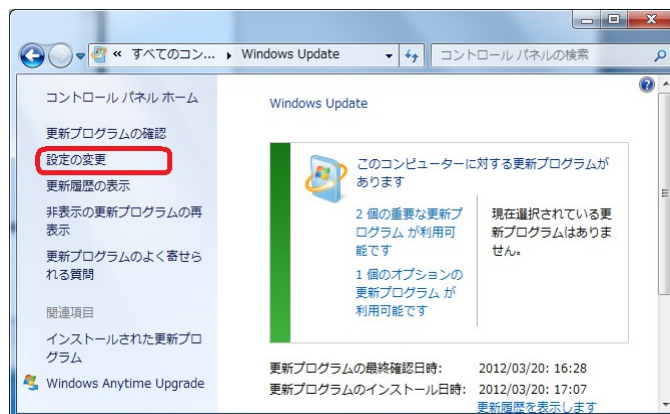 « すべてのコン... ▸ Windows Update
コントロール パネルの検索
コントロール パネル ホーム
更新プログラムの確認
設定の変更
更新履歴の表示
非表示の更新プログラムの再
表示
更新プログラムのよく寄せら
れる質問
関連項目
インストールされた更新プロ
グラム
Windows Anytime Upgrade
Windows Update
このコンピューターに対する更新プログラムが
あります
2 個の重要な更新プ
ログラム が利用可
能です
1 個のオプションの
更新プログラム が
利用可能です
現在選択されている更
新プログラムはありま
せん。
更新プログラムの最終確認日時: 2012/03/20: 16:28
更新プログラムのインストール日時: 2012/03/20: 17:07
更新履歴を表示します